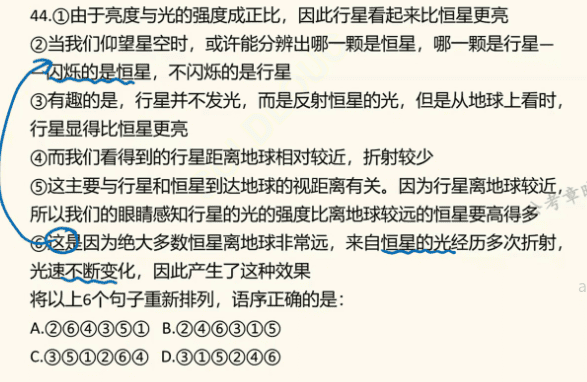 44.①由于亮度与光的强度成正比，因此行星看起来比恒星更亮
②当我们仰望星空时，或许能分辨出哪一颗是恒星，哪一颗是行星—
—闪烁的是恒星，不闪烁的是行星
③有趣的是，行星并不发光，而是反射恒星的光，但是从地球上看时，
行星显得比恒星更亮
④而我们看得到的行星距离地球相对较近，折射较少
⑤这主要与行星和恒星到达地球的视距离有关。因为行星离地球较近，
所以我们的眼睛感知行星的光的强度比离地球较远的恒星要高得多
⑥这是因为绝大多数恒星离地球非常远，来自恒星的光经历多次折射，
光速不断变化，因此产生了这种效果
将以上6个句子重新排列，语序正确的是：
A.②⑥④③⑤① B.②④⑥③①⑤
C.③⑤①②⑥④ D.③①⑤②④⑥